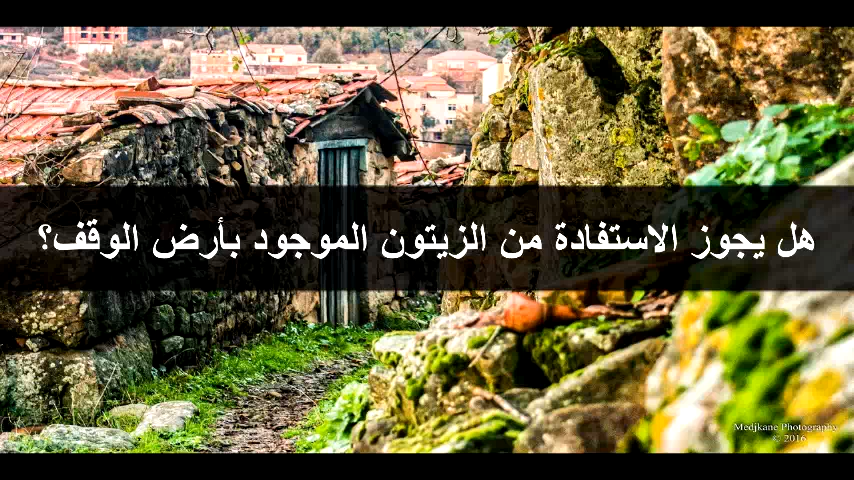 هل يجوز الاستفادة من الزيتون الموجود بأرض الوقف؟
Medjkane Photography
© 2016